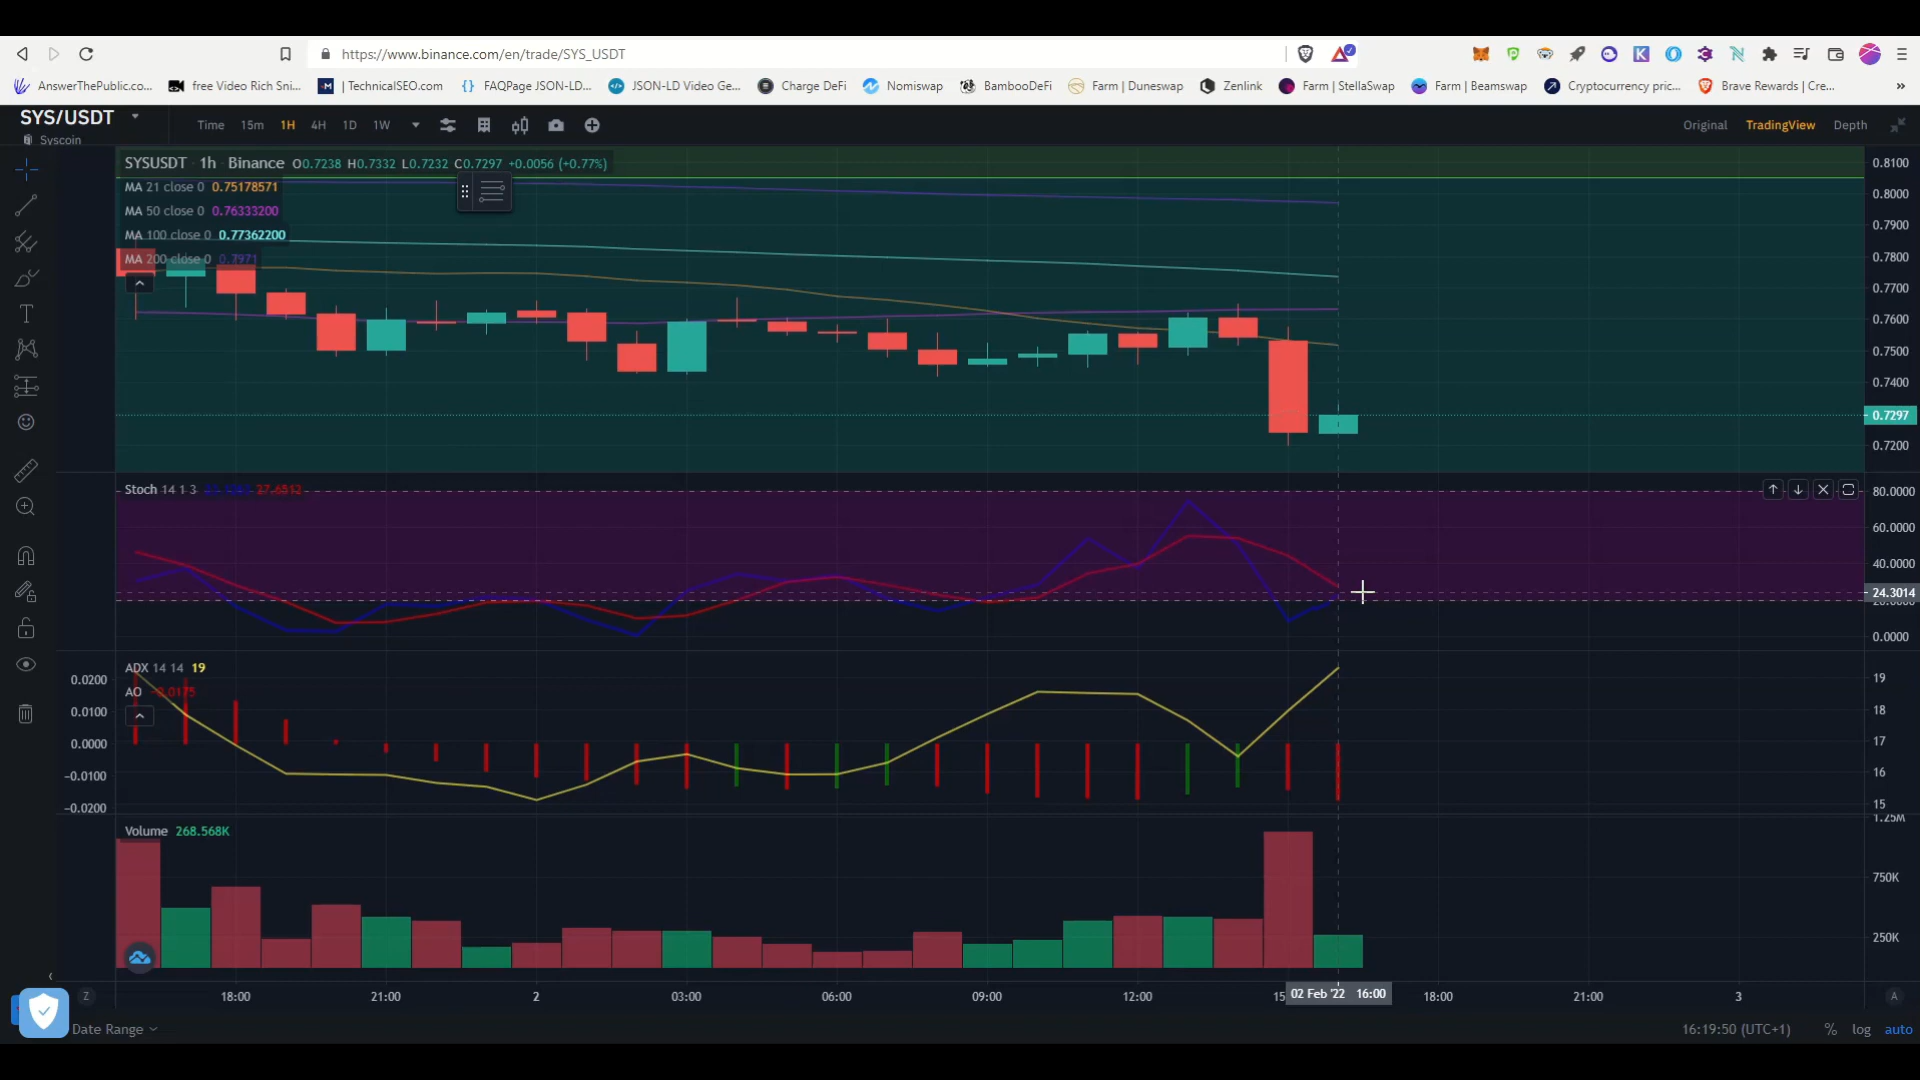 https://www.binance.com/en/trade/SYS_USDT
AnswerThePublic.co... free Video Rich Sni... | TechnicalSEO.com FAQPage JSON-LD... JSON-LD Video Ge... Charge DeFi Nomiswap BambooDeFi Farm | Duneswap Zenlink Farm | StellaSwap Farm | Beamswap Cryptocurrency pric... Brave Rewards | Cre... »
SYS/USDT
Syscoin
Time 15m 1H 4H 1D 1W
Original TradingView Depth
SYSUSDT 1h Binance O0.7238 H0.7332 L0.7232 C0.7297 +0.0056 (+0.77%)
MA 21 close 0 0.75178571
MA 50 close 0 0.76333200
MA 100 close 0 0.77362200
MA 200 close 0 0.7971
0.8100
0.8000
0.7900
0.7800
0.7700
0.7600
0.7500
0.7400
0.7297
0.7200
Stoch 14 1 3 27.6512
80.0000
60.0000
40.0000
24.3014
0.0000
ADX 14 14 19
AO -0.0175
0.0200
0.0100
0.0000
-0.0100
-0.0200
19
18
17
16
15
Volume 268.568K
1.25M
750K
250K
Z 18:00 21:00 2 03:00 06:00 09:00 12:00 15 02 Feb '22 16:00 18:00 21:00 3 A
Date Range
16:19:50 (UTC+1) % log auto